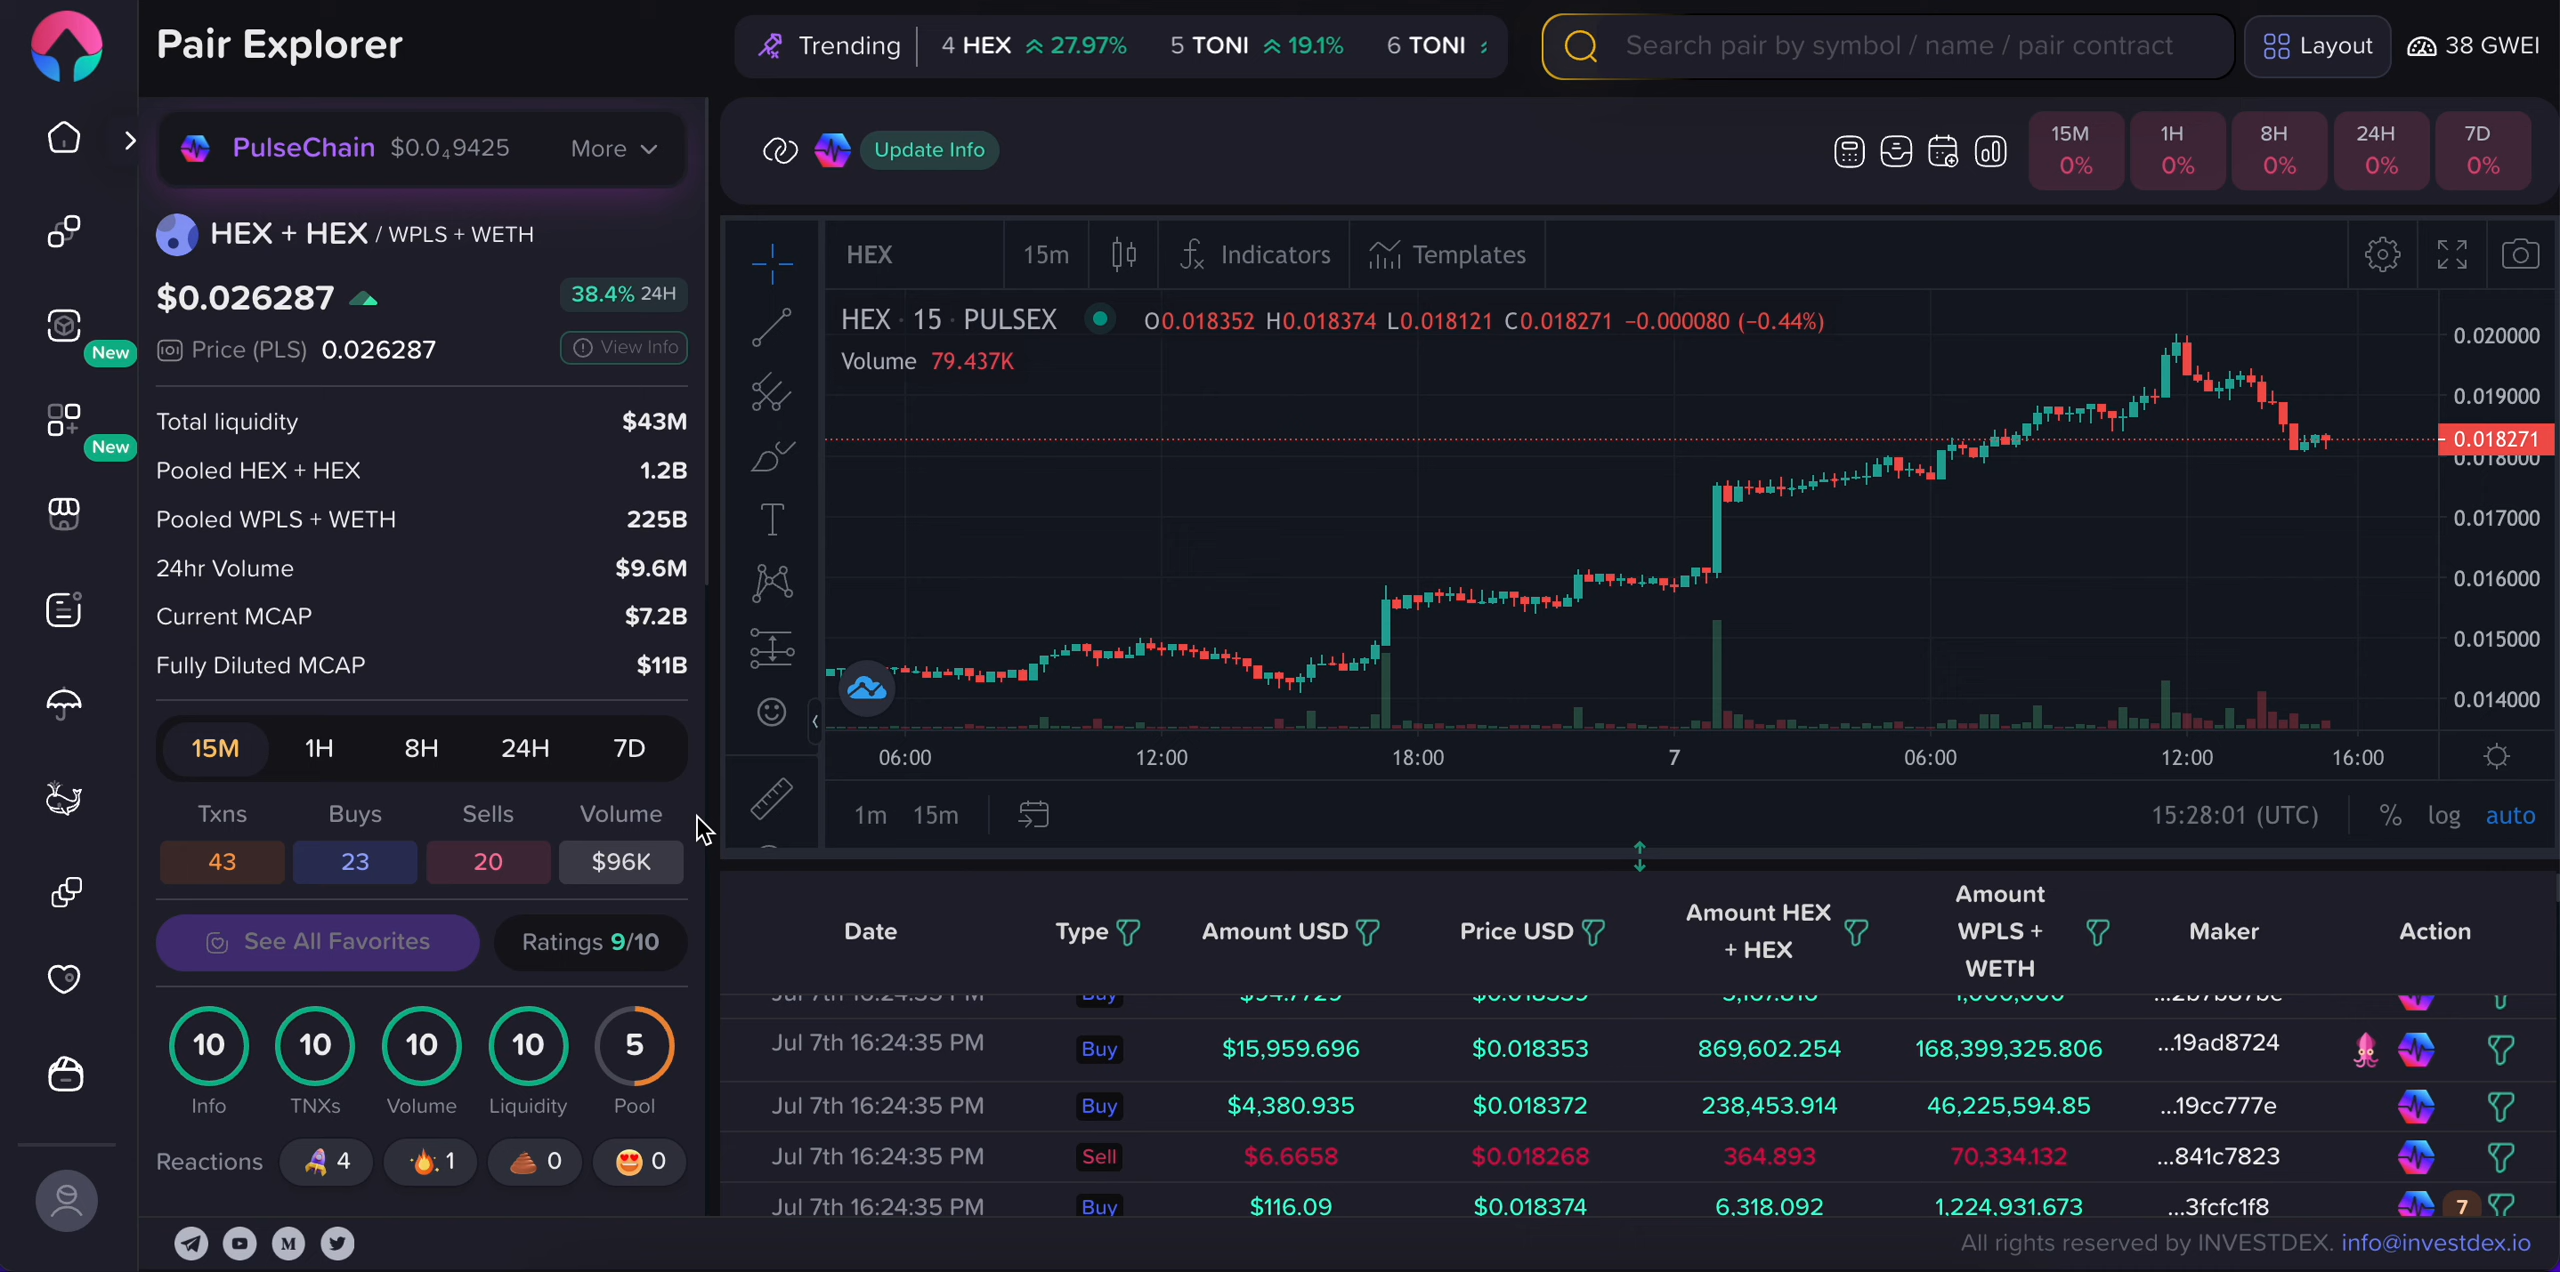 Pair Explorer
Trending 4 HEX 27.97% 5 TONI 19.1% 6 TONI
Search pair by symbol / name / pair contract
Layout
38 GWEI
PulseChain $0.0₄9425 More
Update Info
15M 1H 8H 24H 7D
0% 0% 0% 0% 0%
HEX + HEX / WPLS + WETH
$0.026287
38.4% 24H
Price (PLS) 0.026287
View Info
Total liquidity $43M
Pooled HEX + HEX 1.2B
Pooled WPLS + WETH 225B
24hr Volume $9.6M
Current MCAP $7.2B
Fully Diluted MCAP $11B
New
New
15M 1H 8H 24H 7D
Txns Buys Sells Volume
43 23 20 $96K
See All Favorites
Ratings 9/10
10 10 10 10 5
Info TNXs Volume Liquidity Pool
Reactions 4 1 0 0
HEX 15m Indicators Templates
HEX · 15 · PULSEX O0.018352 H0.018374 L0.018121 C0.018271 −0.000080 (−0.44%)
Volume 79.437K
0.020000
0.019000
0.018271
0.018000
0.017000
0.016000
0.015000
0.014000
06:00 12:00 18:00 7 06:00 12:00 16:00
1m 15m
15:28:01 (UTC) % log auto
Date Type Amount USD Price USD Amount HEX + HEX Amount WPLS + WETH Maker Action
Jul 7th 16:24:35 PM Buy $15,959.696 $0.018353 869,602.254 168,399,325.806 ...19ad8724
Jul 7th 16:24:35 PM Buy $4,380.935 $0.018372 238,453.914 46,225,594.85 ...19cc777e
Jul 7th 16:24:35 PM Sell $6.6658 $0.018268 364.893 70,334.132 ...841c7823
Jul 7th 16:24:35 PM Buy $116.09 $0.018374 6,318.092 1,224,931.673 ...3fcfc1f8 7
All rights reserved by INVESTDEX. info@investdex.io